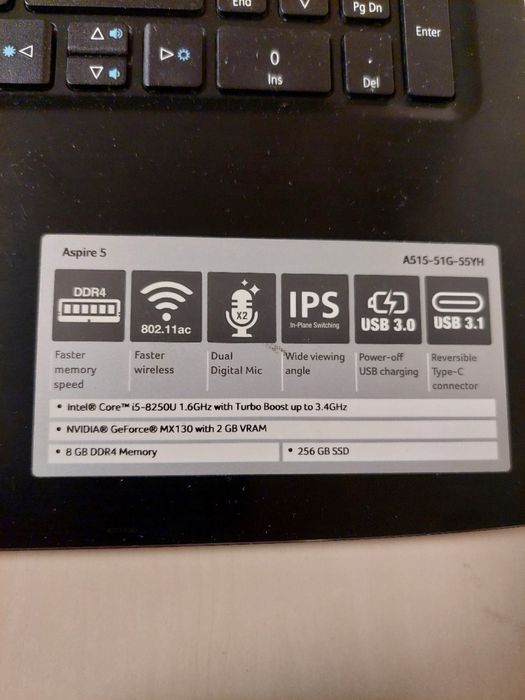 End
Pg Dn
Enter
0
Ins
.
Del
Aspire 5
A515-51G-55YH
DDR4
802.11ac
X2
IPS
In-Plane Switching
USB 3.0
USB 3.1
Faster memory speed
Faster wireless
Dual Digital Mic
Wide viewing angle
Power-off USB charging
Reversible Type-C connector
• Intel® Core™ i5-8250U 1.6GHz with Turbo Boost up to 3.4GHz
• NVIDIA® GeForce® MX130 with 2 GB VRAM
• 8 GB DDR4 Memory
• 256 GB SSD